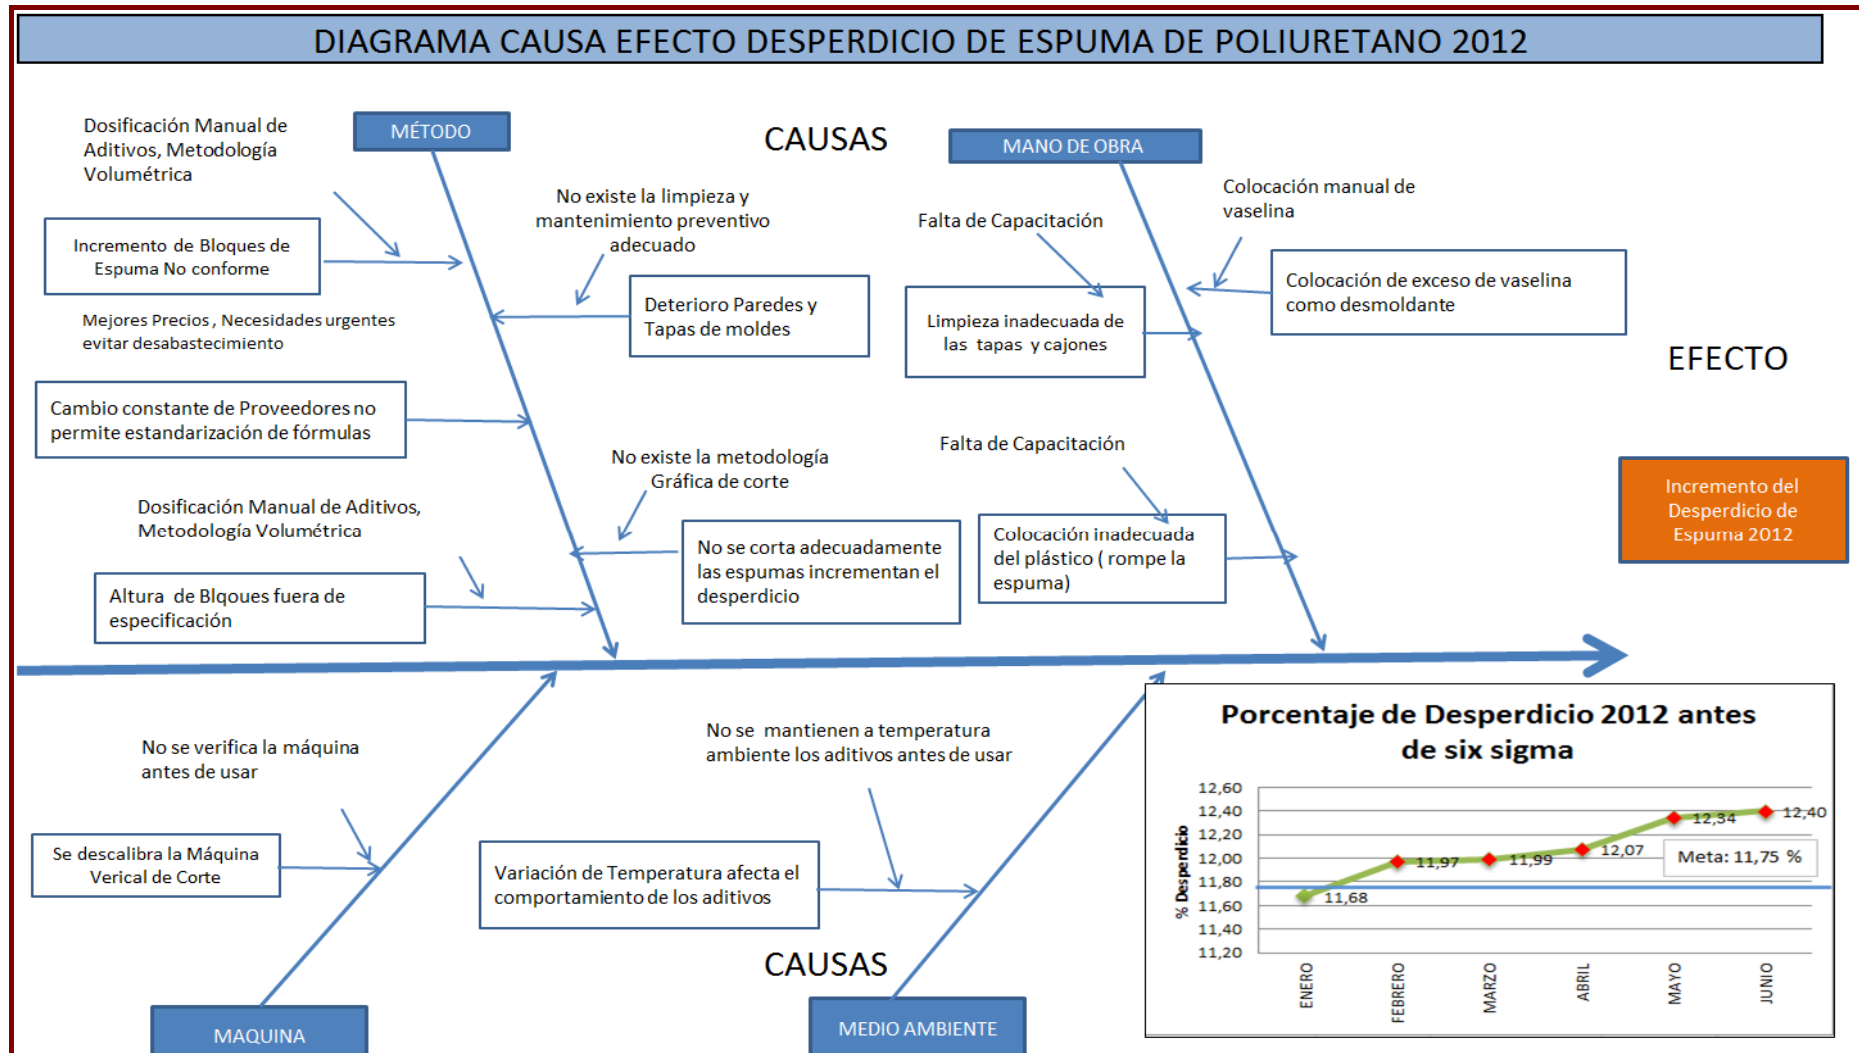 DIAGRAMA CAUSA EFECTO DESPERDICIO DE ESPUMA DE POLIURETANO 2012
Dosificación Manual de
Aditivos, Metodología
Volumétrica
MÉTODO
CAUSAS
MANO DE OBRA
No existe la limpieza y
mantenimiento preventivo
adecuado
Falta de Capacitación
Colocación manual de
vaselina
Incremento de Bloques de
Espuma No conforme
Deterioro Paredes y
Tapas de moldes
Limpieza inadecuada de
las tapas y cajones
Colocación de exceso de vaselina
como desmoldante
Mejores Precios , Necesidades urgentes
evitar desabastecimiento
EFECTO
Cambio constante de Proveedores no
permite estandarización de fórmulas
No existe la metodología
Gráfica de corte
Falta de Capacitación
Incremento del
Desperdicio de
Espuma 2012
Dosificación Manual de Aditivos,
Metodología Volumétrica
No se corta adecuadamente
las espumas incrementan el
desperdicio
Colocación inadecuada
del plástico ( rompe la
espuma)
Altura de Blqoues fuera de
especificación
No se verifica la máquina
antes de usar
No se mantienen a temperatura
ambiente los aditivos antes de usar
Se descalibra la Máquina
Verical de Corte
Variación de Temperatura afecta el
comportamiento de los aditivos
CAUSAS
MAQUINA
MEDIO AMBIENTE
Porcentaje de Desperdicio 2012 antes
de six sigma
% Desperdicio
12,60
12,40
12,20
12,00
11,80
11,60
11,40
11,20
11,68
11,97
11,99
12,07
12,34
12,40
Meta: 11,75 %
ENERO
FEBRERO
MARZO
ABRIL
MAYO
JUNIO